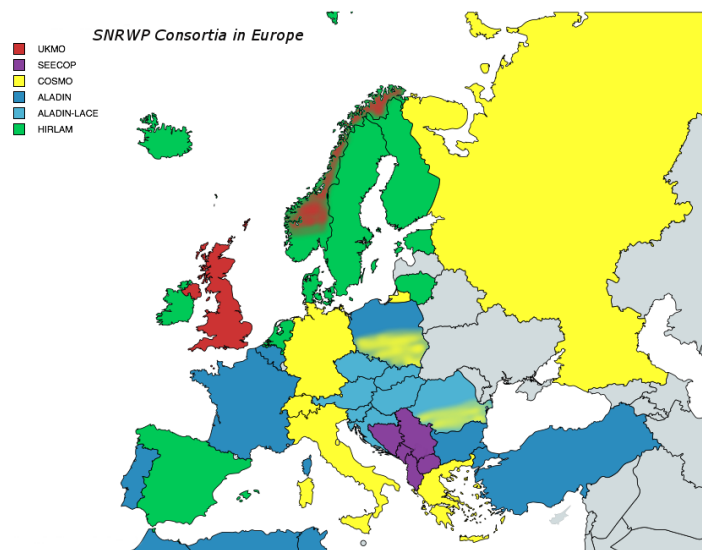 SNRWP Consortia in Europe
UKMO
SEECOP
COSMO
ALADIN
ALADIN-LACE
HIRLAM